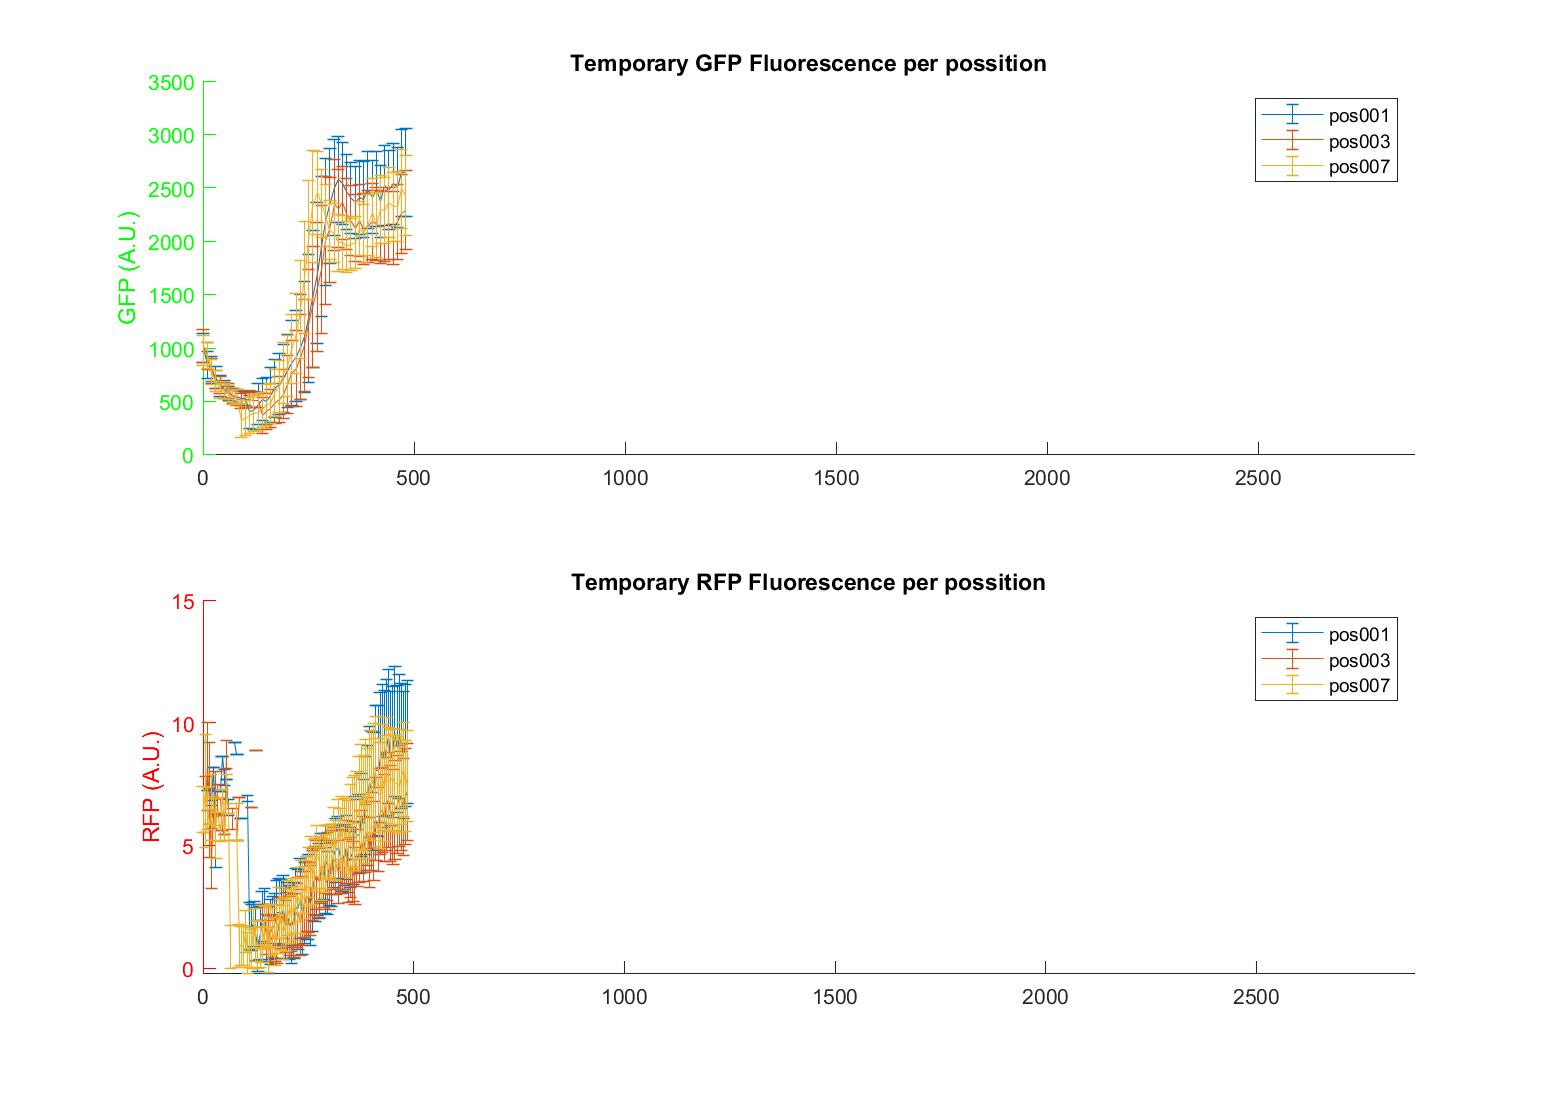 Temporary GFP Fluorescence per possition
3500
3000
2500
2000
1500
1000
500
0
GFP (A.U.)
0 500 1000 1500 2000 2500
pos001
pos003
pos007
Temporary RFP Fluorescence per possition
15
10
5
0
RFP (A.U.)
0 500 1000 1500 2000 2500
pos001
pos003
pos007